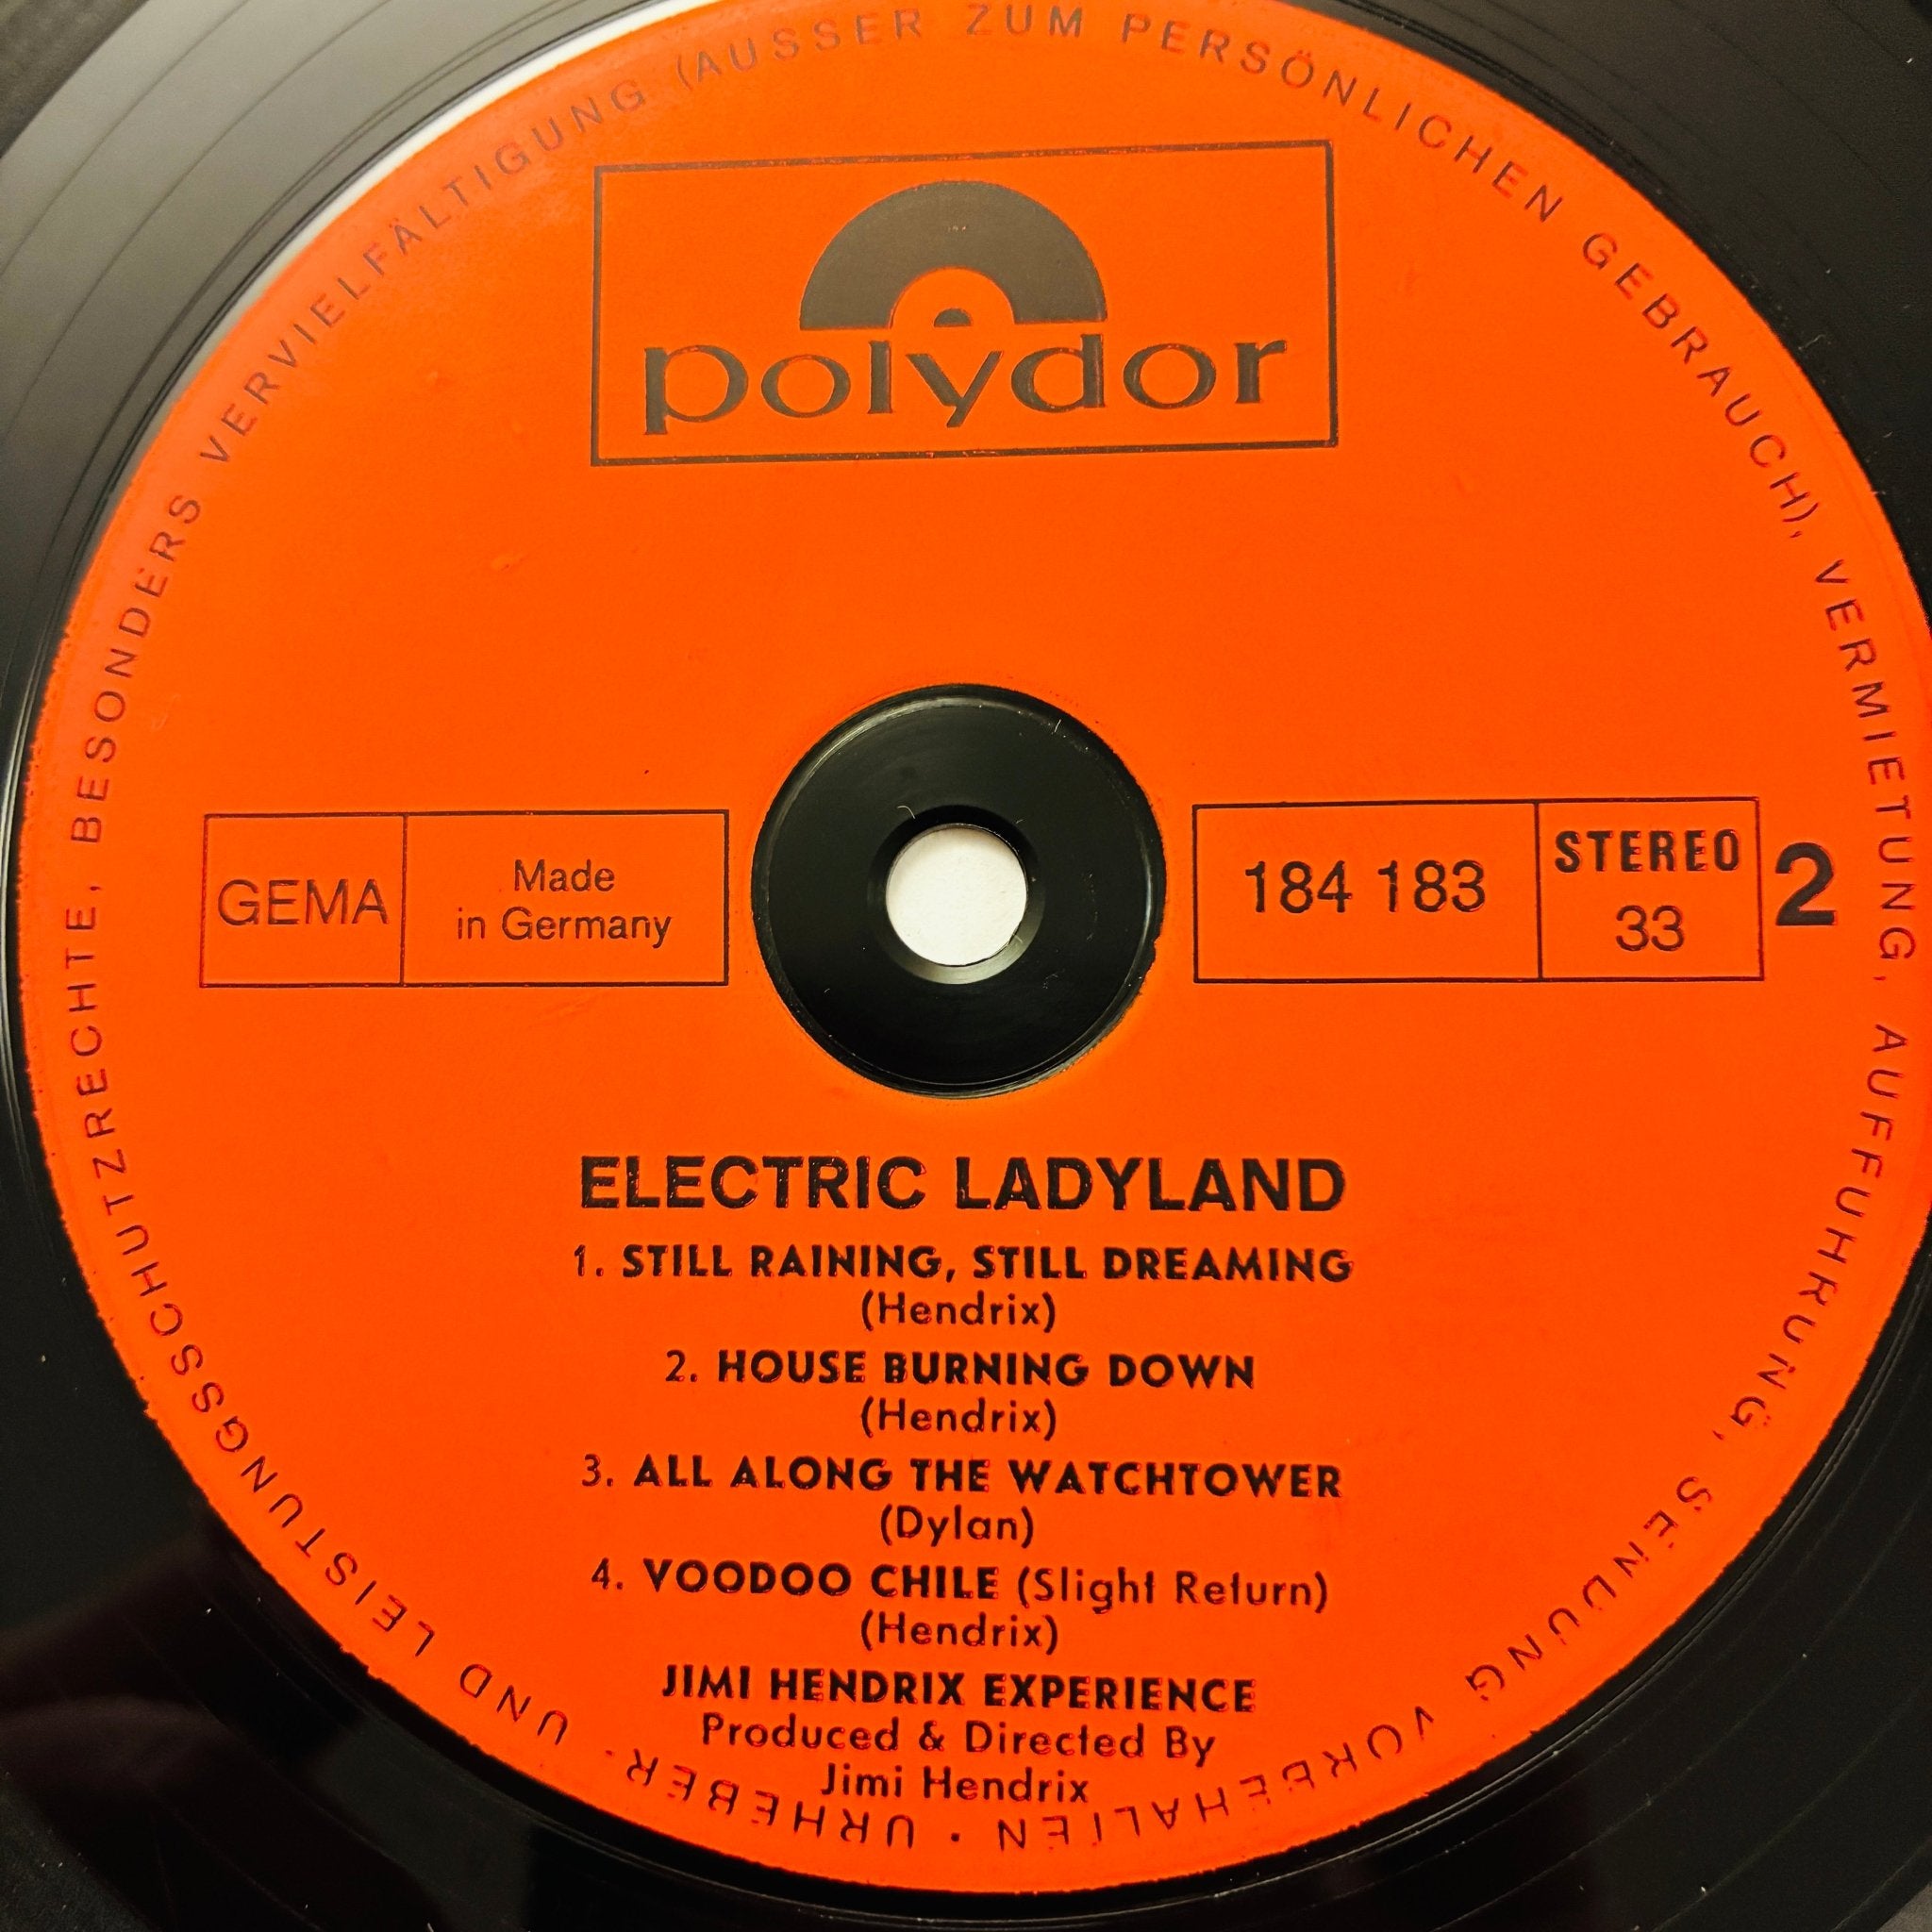 URHEBER- UND LEISTUNGSSCHUTZRECHTE, BESONDERS VERVIELFÄLTIGUNG (AUSSER ZUM PERSÖNLICHEN GEBRAUCH), VERMIETUNG, AUFFÜHRUNG, SENDUNG VORBEHALTEN ·
polydor
GEMA
Made
in Germany
184 183
STEREO
33
2
ELECTRIC LADYLAND
1. STILL RAINING, STILL DREAMING
(Hendrix)
2. HOUSE BURNING DOWN
(Hendrix)
3. ALL ALONG THE WATCHTOWER
(Dylan)
4. VOODOO CHILE (Slight Return)
(Hendrix)
JIMI HENDRIX EXPERIENCE
Produced & Directed By
Jimi Hendrix